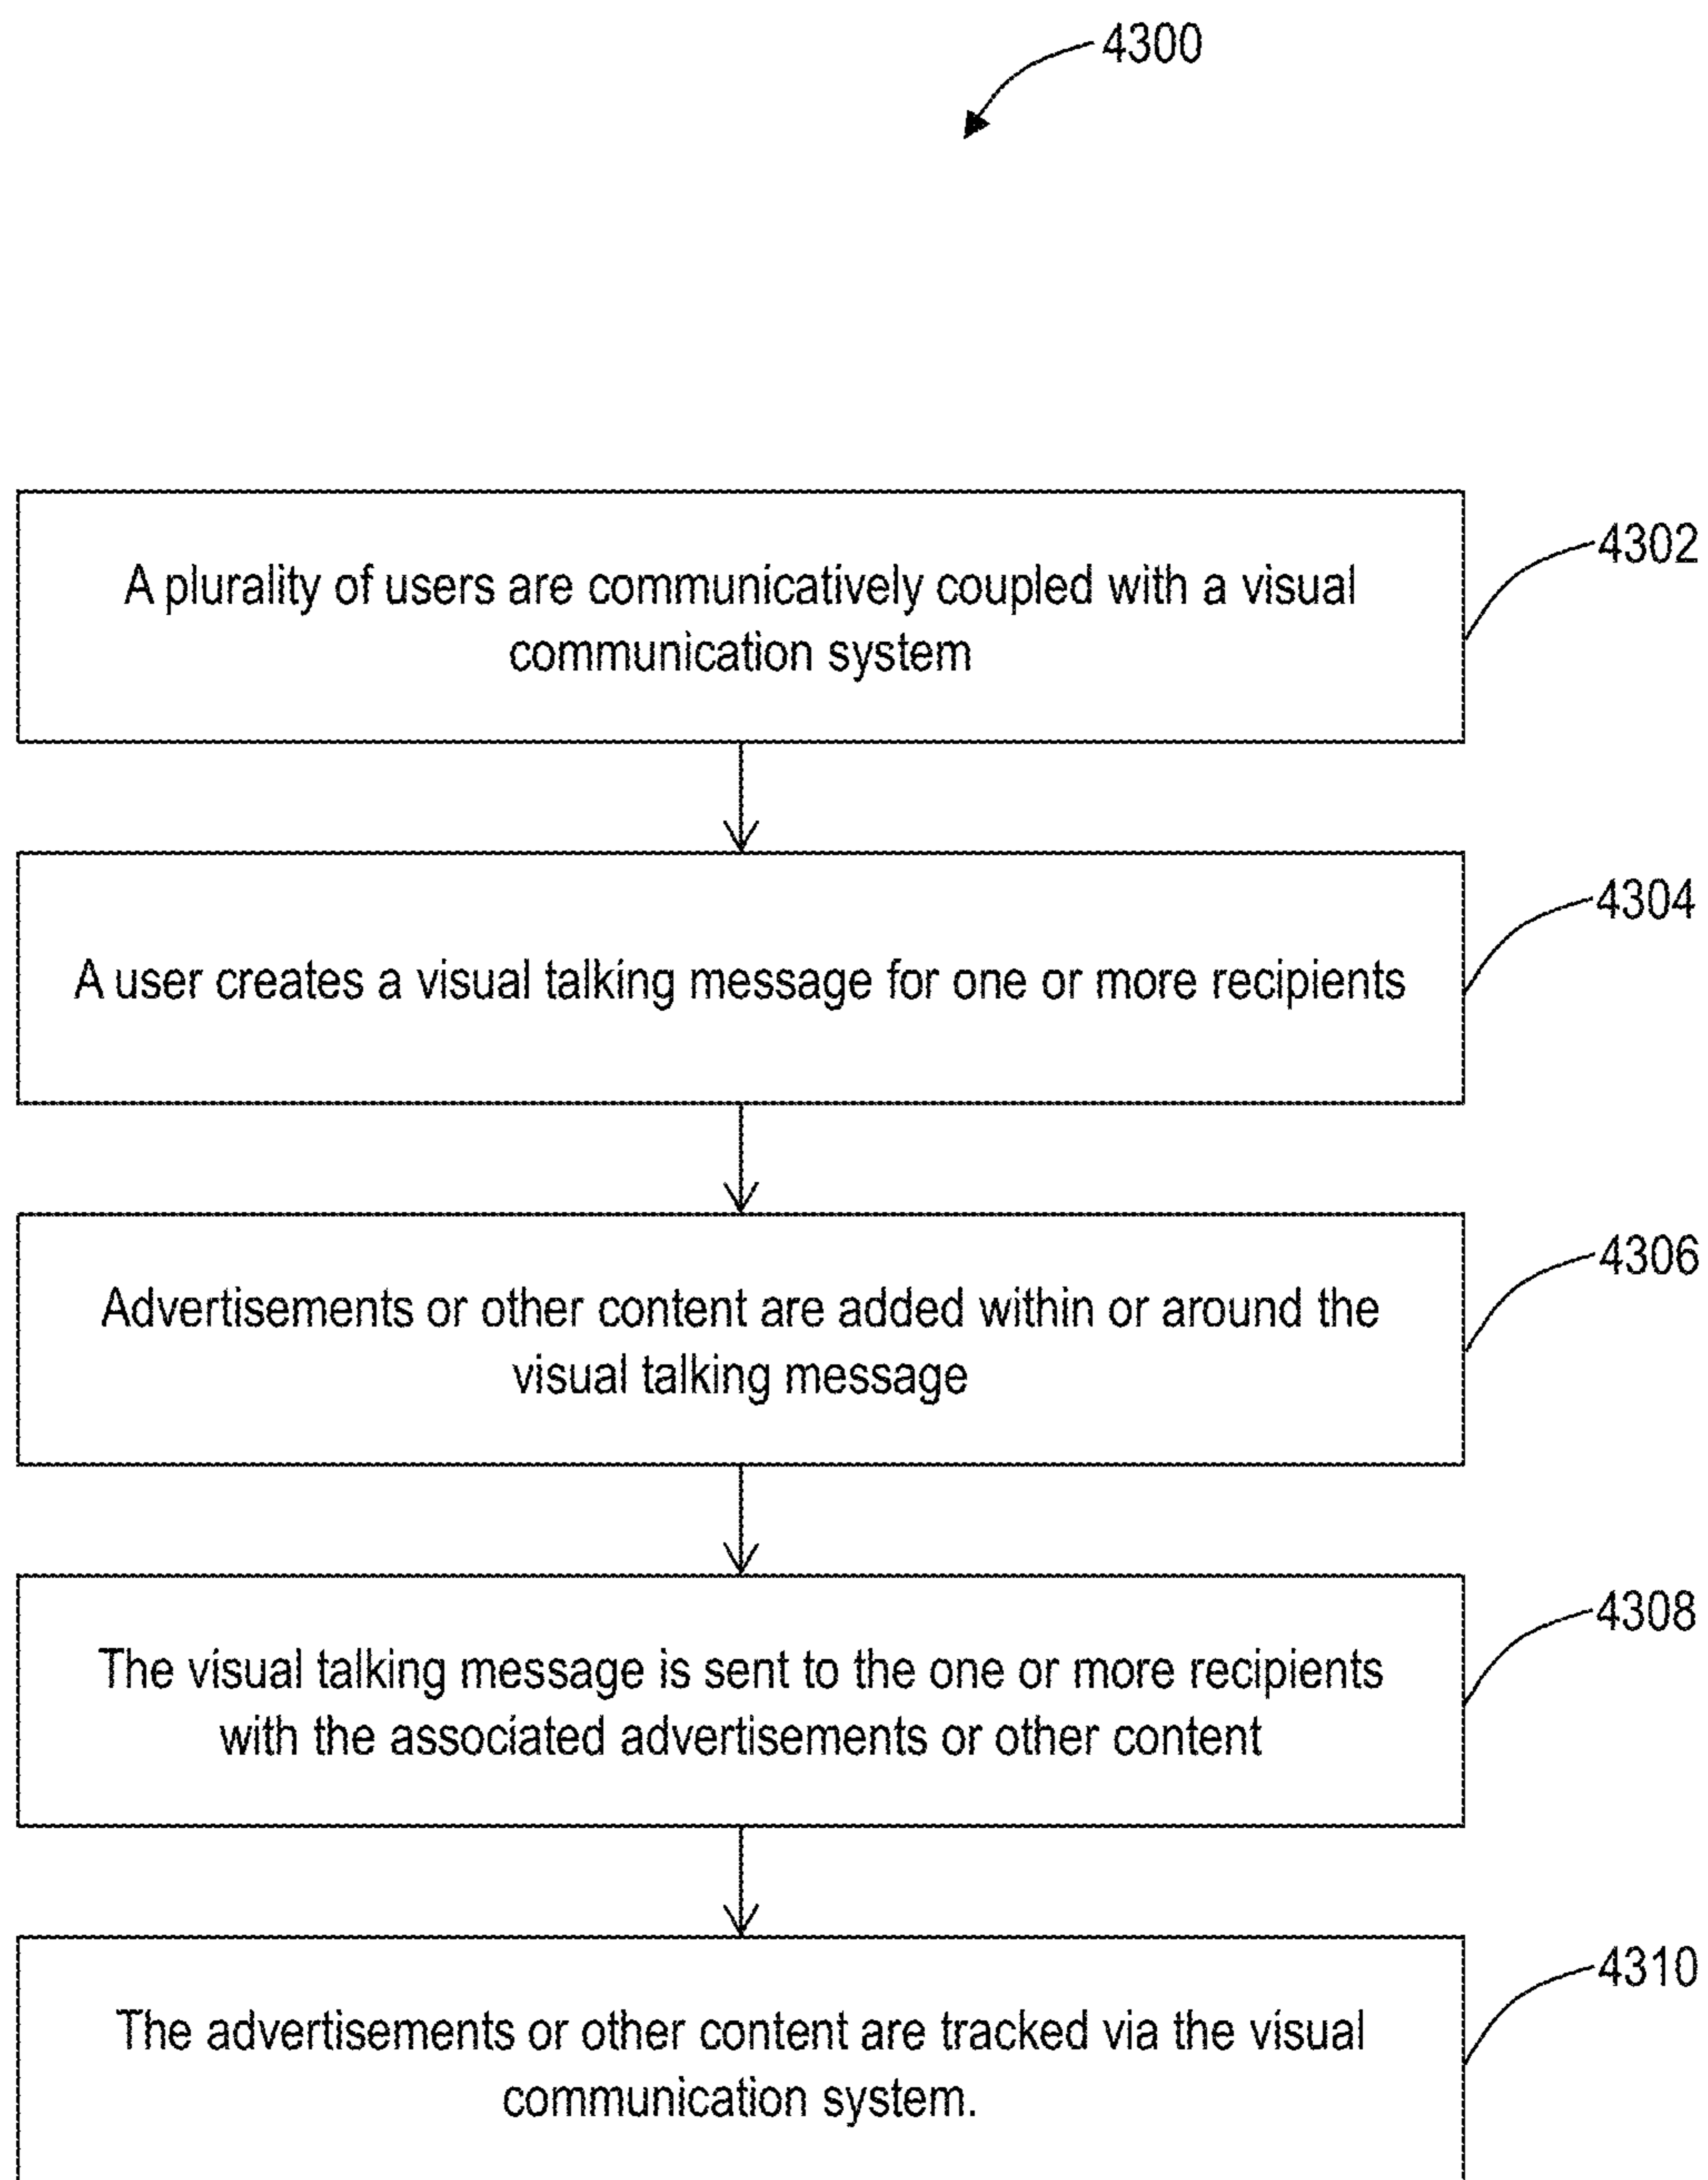 4300
A plurality of users are communicatively coupled with a visual
communication system
4302
A user creates a visual talking message for one or more recipients
4304
Advertisements or other content are added within or around the
visual talking message
4306
The visual talking message is sent to the one or more recipients
with the associated advertisements or other content
4308
The advertisements or other content are tracked via the visual
communication system.
4310